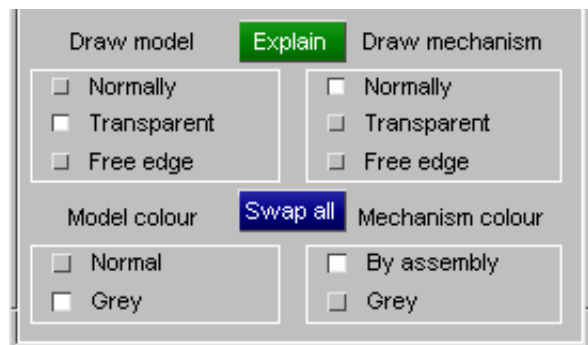 Draw model Explain Draw mechanism
Normally Normally
Transparent Transparent
Free edge Free edge
Model colour Swap all Mechanism colour
Normal By assembly
Grey Grey